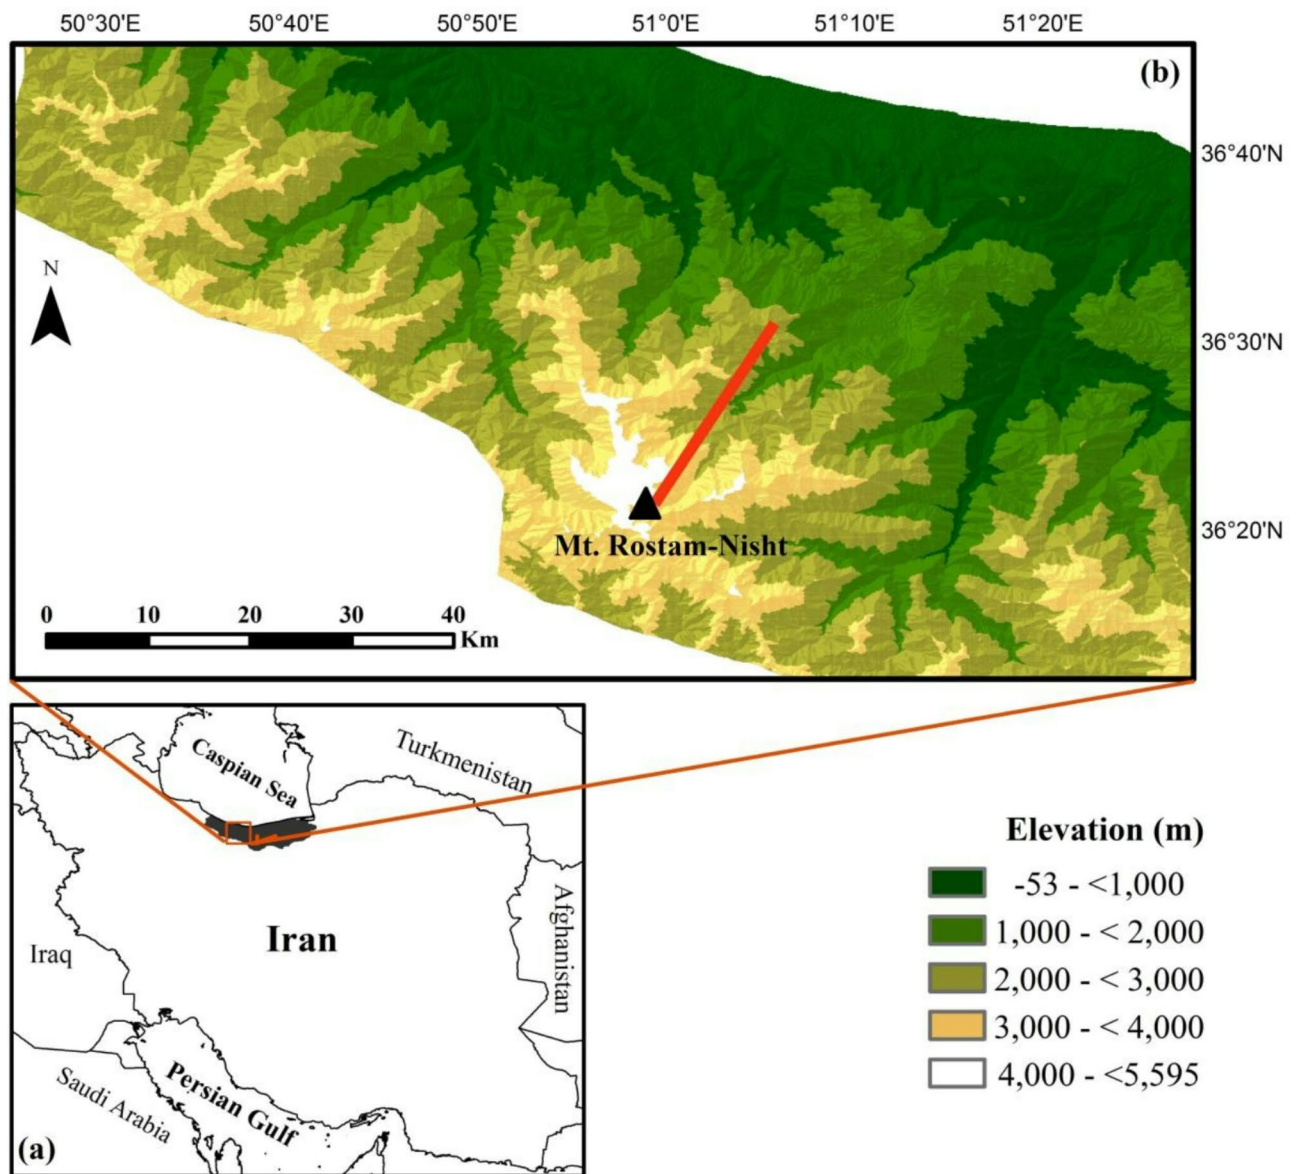 50°30'E 50°40'E 50°50'E 51°0'E 51°10'E 51°20'E
(b)
36°40'N
N
36°30'N
36°20'N
Mt. Rostam-Nisht
0 10 20 30 40
Km
Caspian Sea
Turkmenistan
Iran
Iraq
Afghanistan
Persian Gulf
Saudi Arabia
(a)
Elevation (m)
-53 - <1,000
1,000 - < 2,000
2,000 - < 3,000
3,000 - < 4,000
4,000 - <5,595